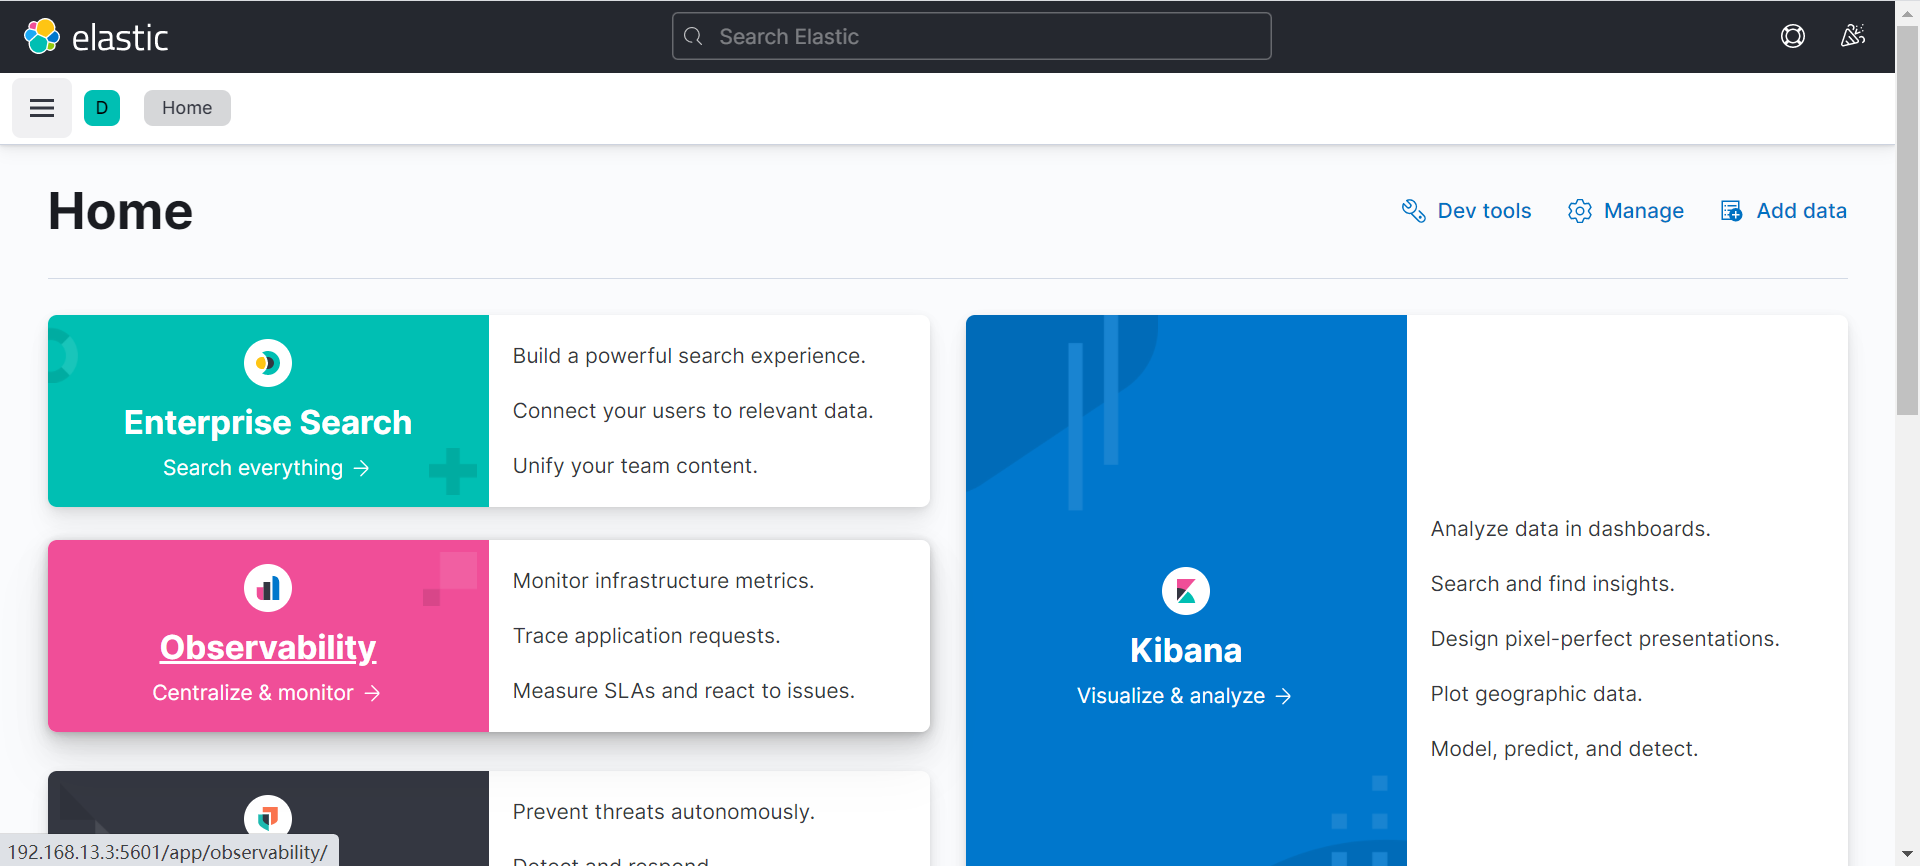 elastic
Search Elastic
D
Home
Home
Dev tools
Manage
Add data
Enterprise Search
Search everything →
Build a powerful search experience.
Connect your users to relevant data.
Unify your team content.
Observability
Centralize & monitor →
Monitor infrastructure metrics.
Trace application requests.
Measure SLAs and react to issues.
Kibana
Visualize & analyze →
Analyze data in dashboards.
Search and find insights.
Design pixel-perfect presentations.
Plot geographic data.
Model, predict, and detect.
Prevent threats autonomously.
Detect and respond.
192.168.13.3:5601/app/observability/